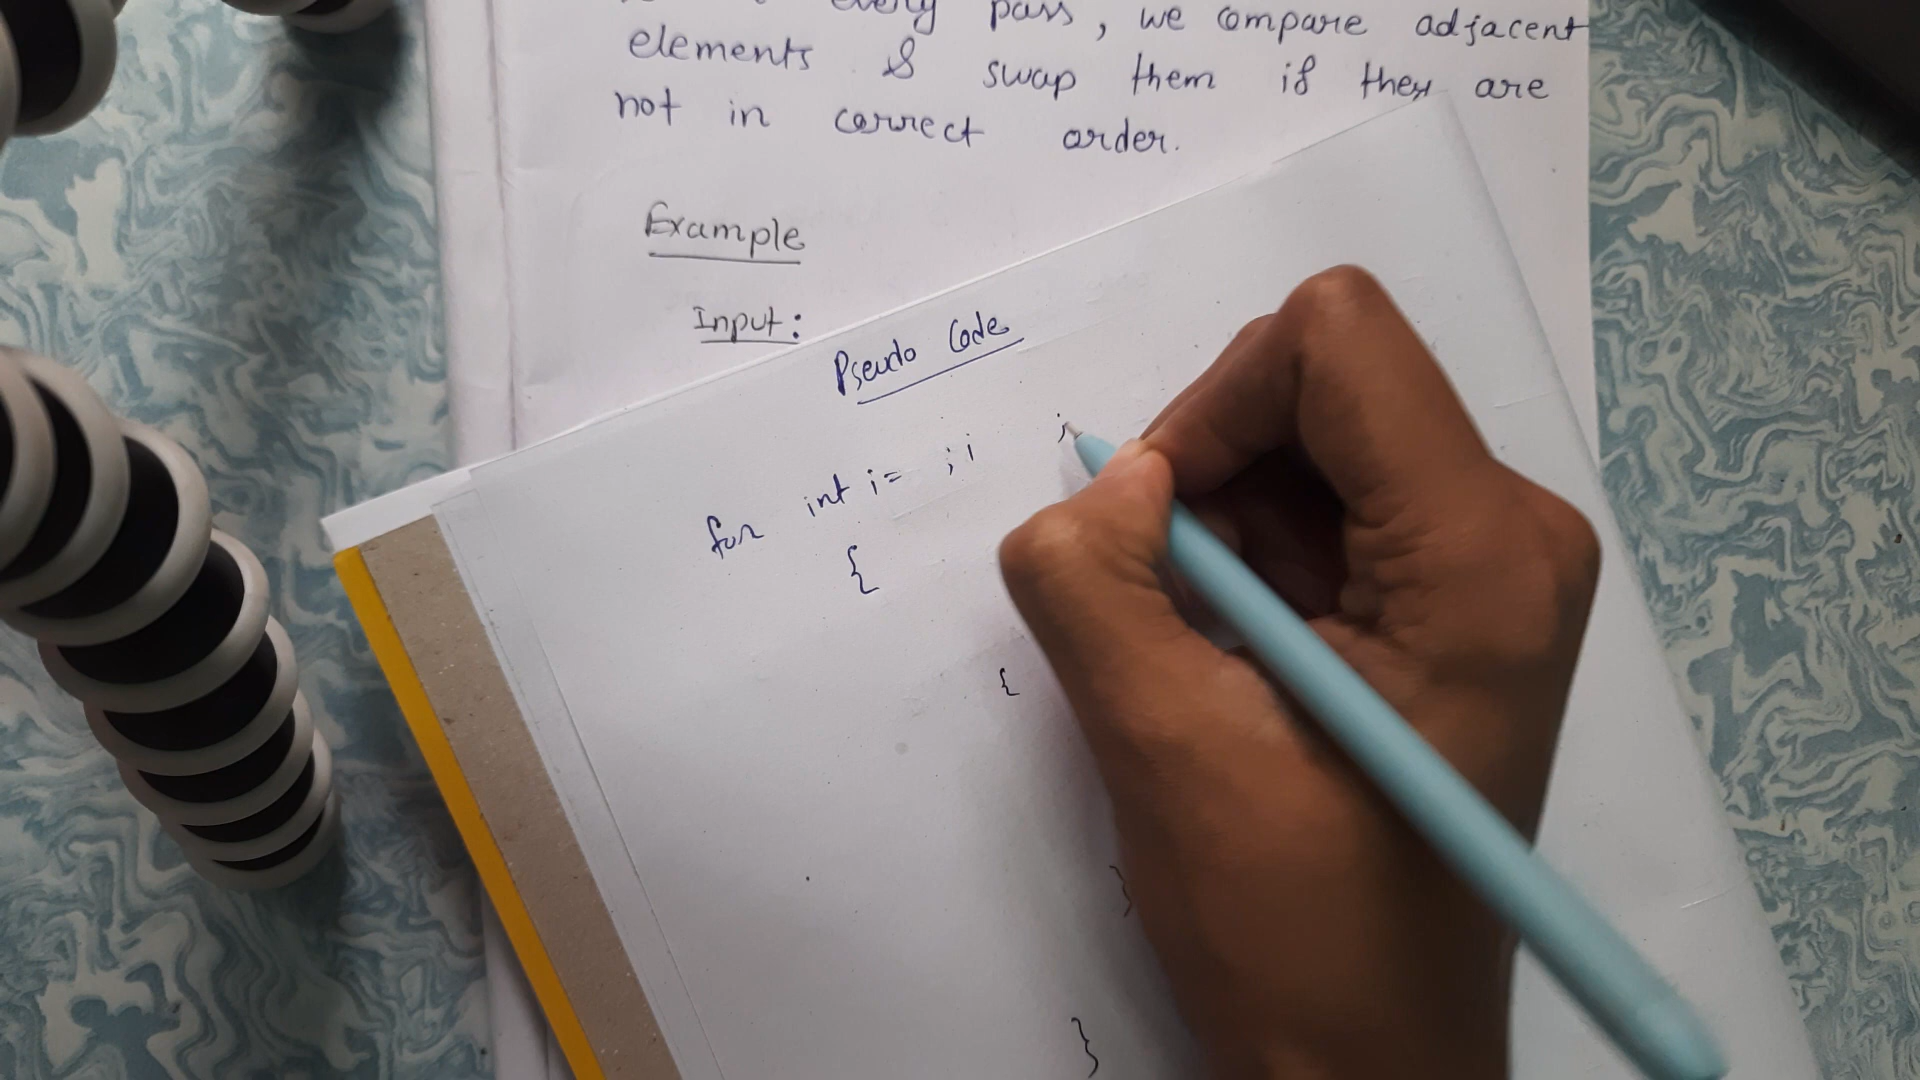 every pass, we compare adjacent
elements & swap them if they are
not in correct order.
Example
Input:
Pseudo Code
for int i= ; i ;
{
{
}
}